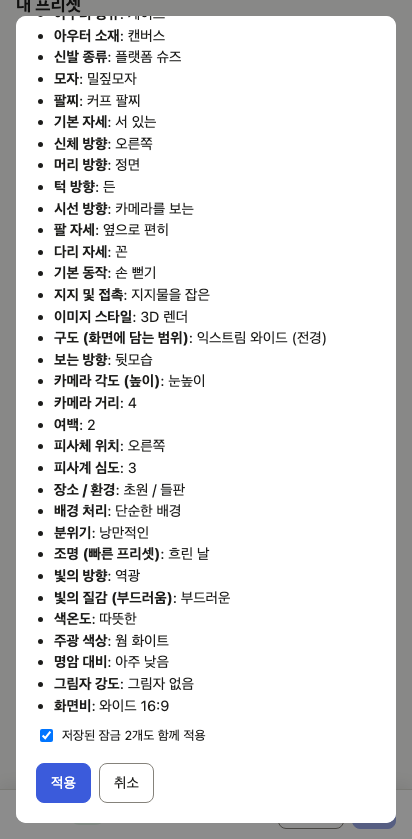 내 프리셋
아우터 소재: 캔버스
신발 종류: 플랫폼 슈즈
모자: 밀짚모자
팔찌: 커프 팔찌
기본 자세: 서 있는
신체 방향: 오른쪽
머리 방향: 정면
턱 방향: 든
시선 방향: 카메라를 보는
팔 자세: 옆으로 편히
다리 자세: 꼰
기본 동작: 손 뻗기
지지 및 접촉: 지지물을 잡은
이미지 스타일: 3D 렌더
구도 (화면에 담는 범위): 익스트림 와이드 (전경)
보는 방향: 뒷모습
카메라 각도 (높이): 눈높이
카메라 거리: 4
여백: 2
피사체 위치: 오른쪽
피사계 심도: 3
장소 / 환경: 초원 / 들판
배경 처리: 단순한 배경
분위기: 낭만적인
조명 (빠른 프리셋): 흐린 날
빛의 방향: 역광
빛의 질감 (부드러움): 부드러운
색온도: 따뜻한
주광 색상: 웜 화이트
명암 대비: 아주 낮음
그림자 강도: 그림자 없음
화면비: 와이드 16:9
저장된 잠금 2개도 함께 적용
적용
취소